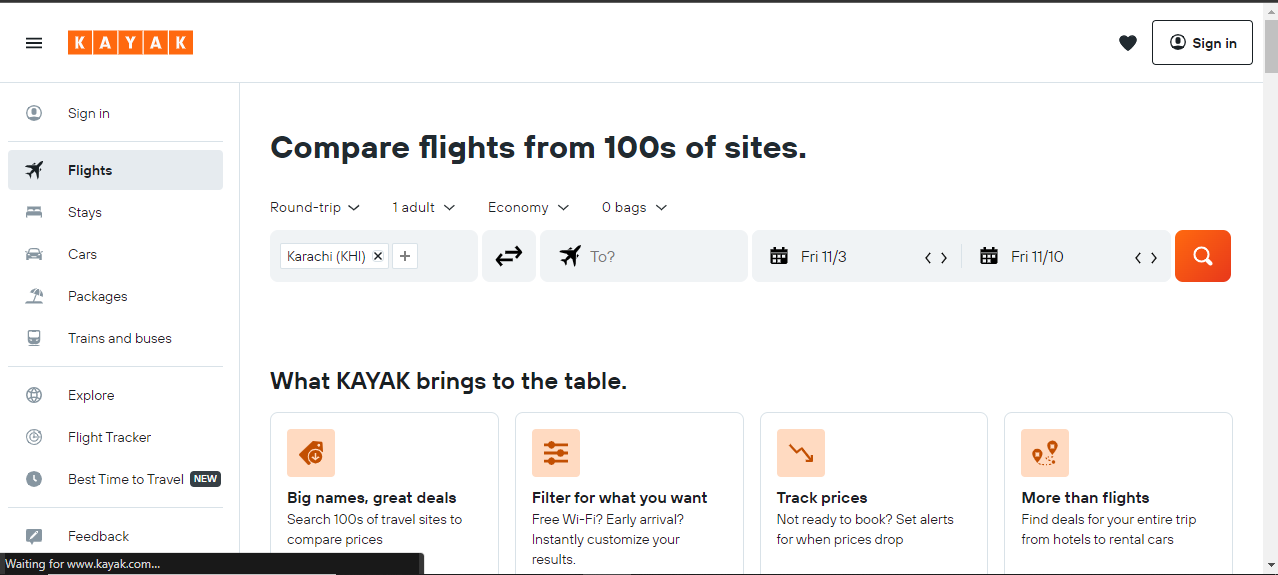 KAYAK
Sign in
Sign in
Flights
Stays
Cars
Packages
Trains and buses
Explore
Flight Tracker
Best Time to Travel NEW
Feedback
Compare flights from 100s of sites.
Round-trip 1 adult Economy 0 bags
Karachi (KHI) × + To? Fri 11/3 Fri 11/10
What KAYAK brings to the table.
Big names, great deals
Search 100s of travel sites to
compare prices
Filter for what you want
Free Wi-Fi? Early arrival?
Instantly customize your
results.
Track prices
Not ready to book? Set alerts
for when prices drop
More than flights
Find deals for your entire trip
from hotels to rental cars
Waiting for www.kayak.com...